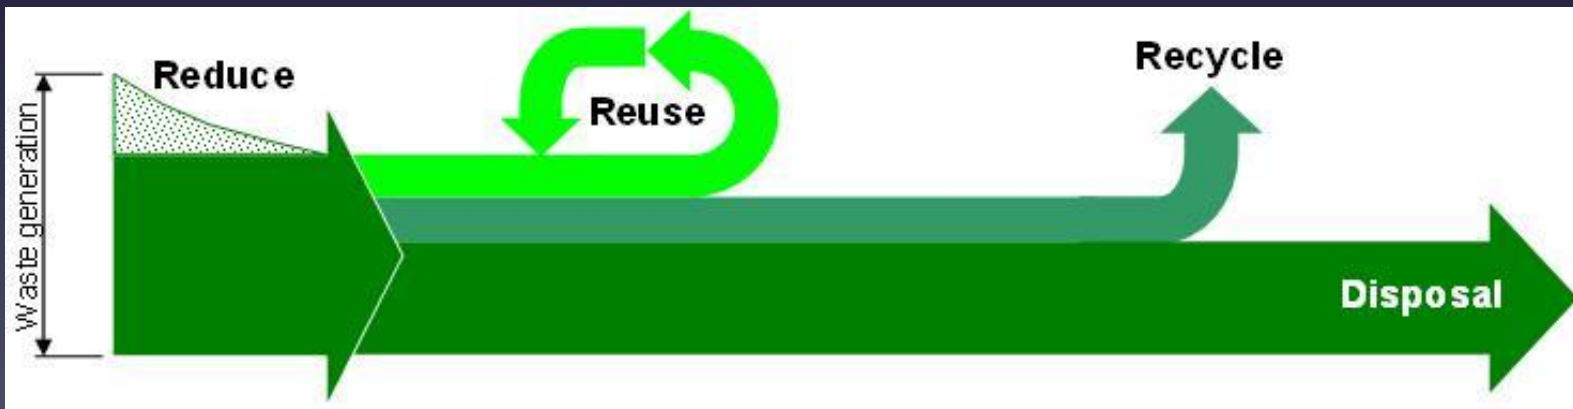 Waste generation
Reduce
Reuse
Recycle
Disposal